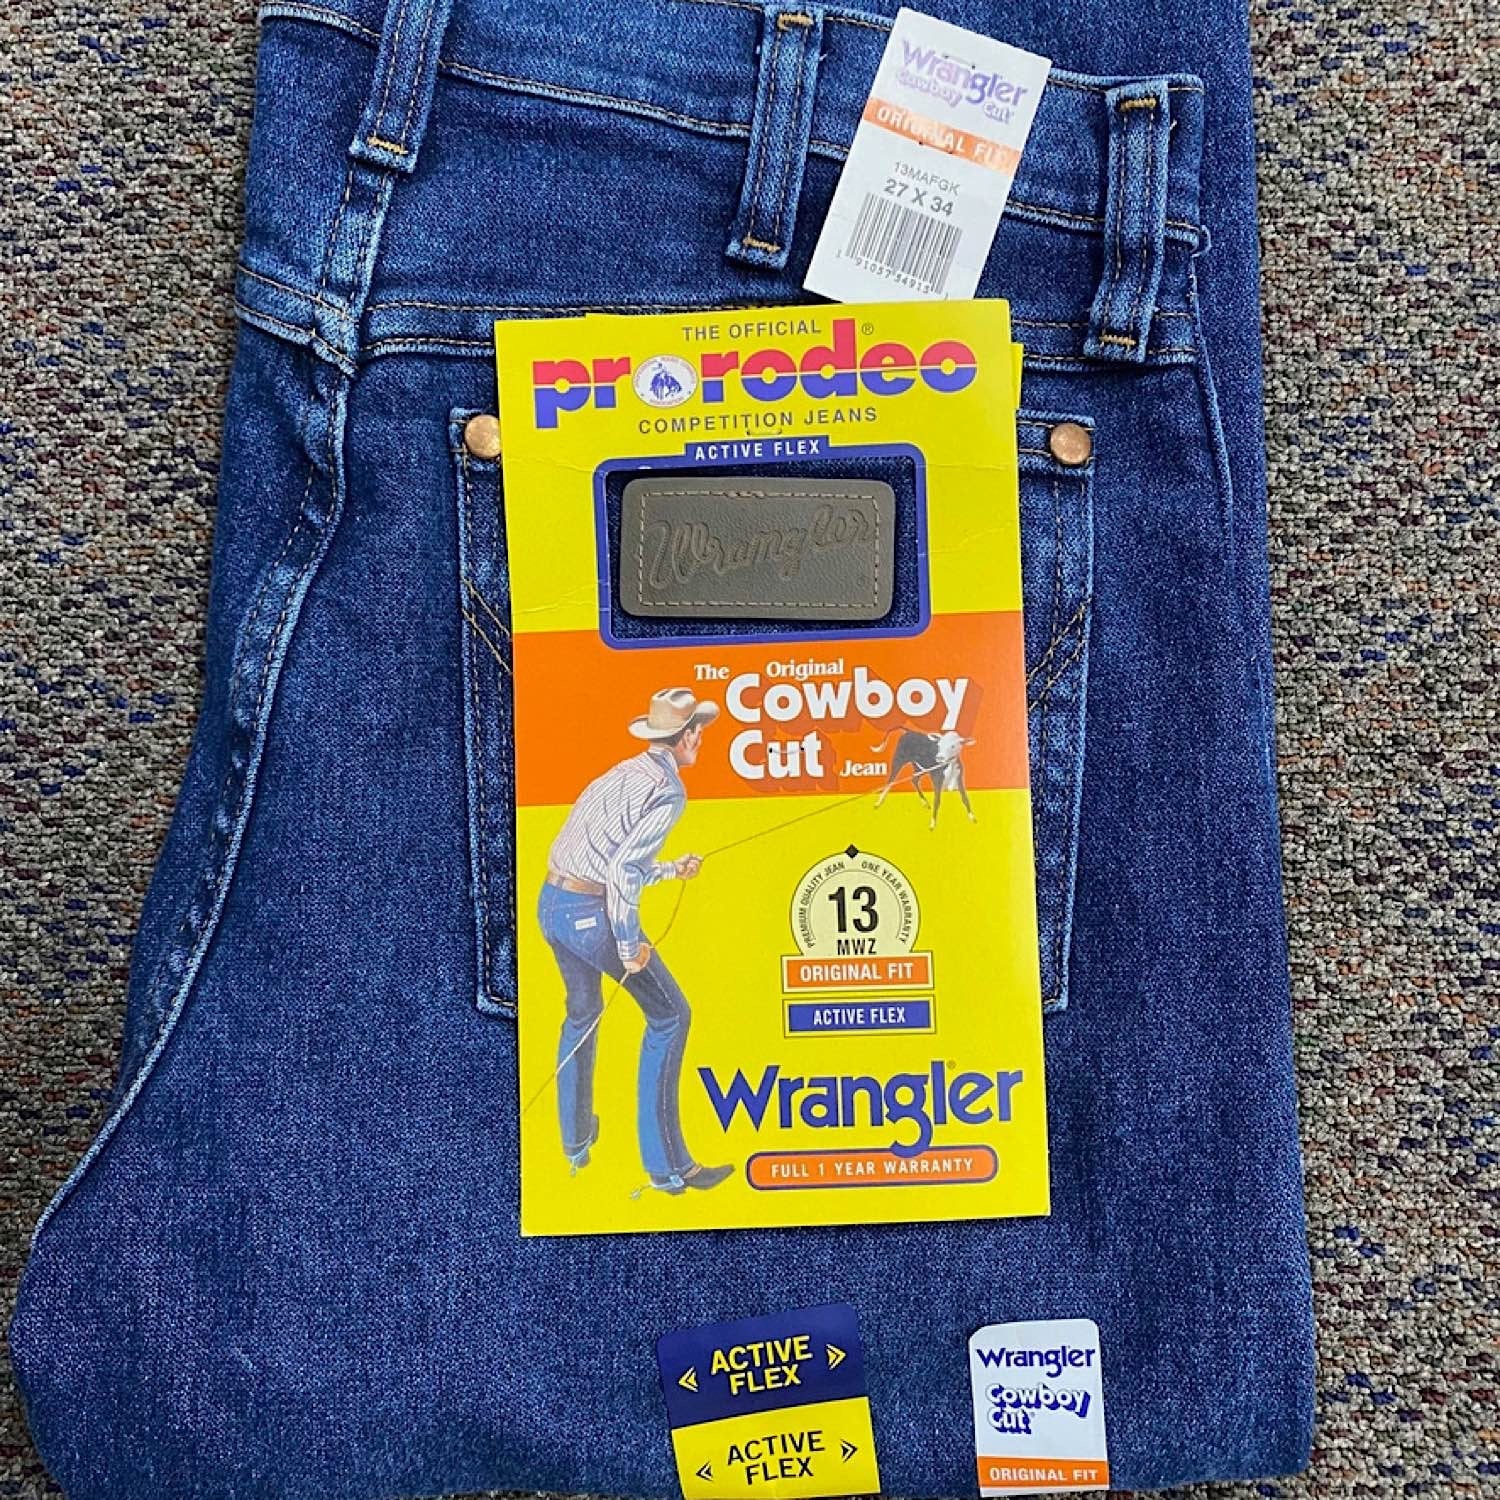 Wrangler
Cowboy
Cut
ORIGINAL FIT
13MAFGK
27 X 34
THE OFFICIAL
prorodeo®
COMPETITION JEANS
ACTIVE FLEX
Wrangler®
The Original
Cowboy
Cut Jean
PREMIUM QUALITY JEAN ONE YEAR WARRANTY
13
MWZ
ORIGINAL FIT
ACTIVE FLEX
Wrangler®
FULL 1 YEAR WARRANTY
ACTIVE
FLEX
ACTIVE
FLEX
Wrangler
Cowboy
Cut
ORIGINAL FIT